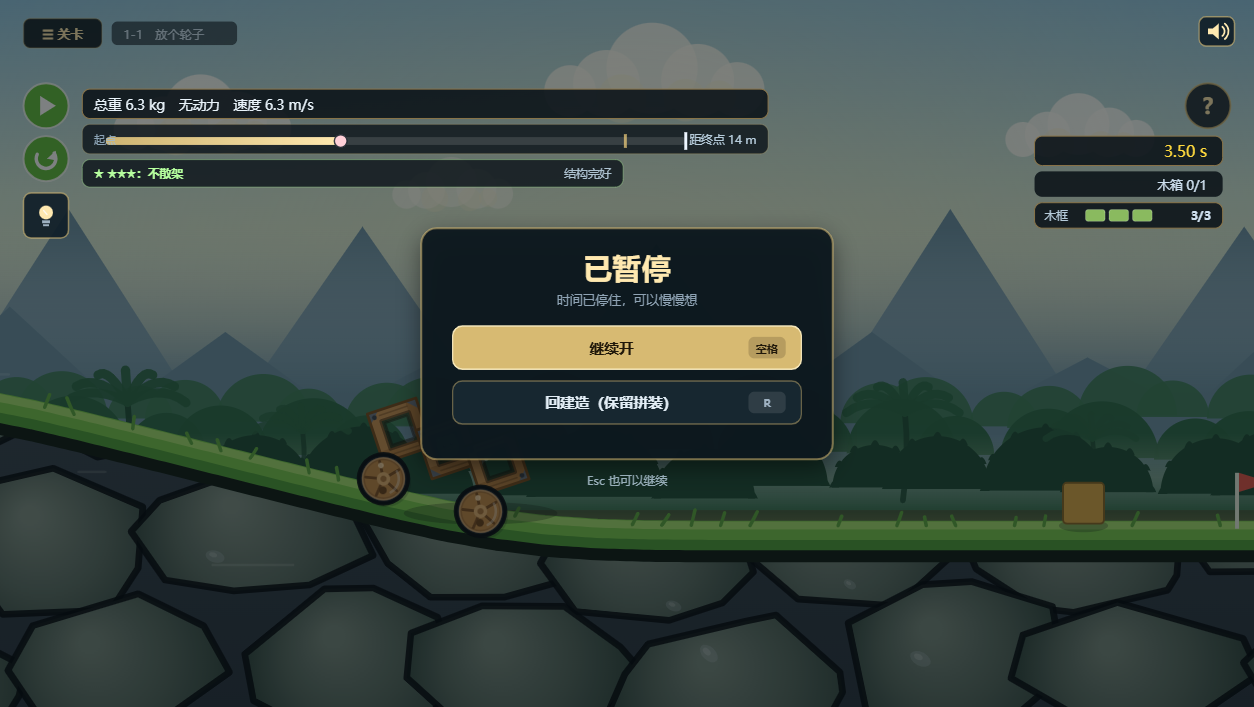 ☰ 关卡
1-1 放个轮子
总重 6.3 kg 无动力 速度 6.3 m/s
?
起点
距终点 14 m
3.50 s
★ ★★★: 不散架
结构完好
木箱 0/1
木框
3/3
已暂停
时间已停住，可以慢慢想
继续开
空格
回建造（保留拼装）
R
Esc 也可以继续